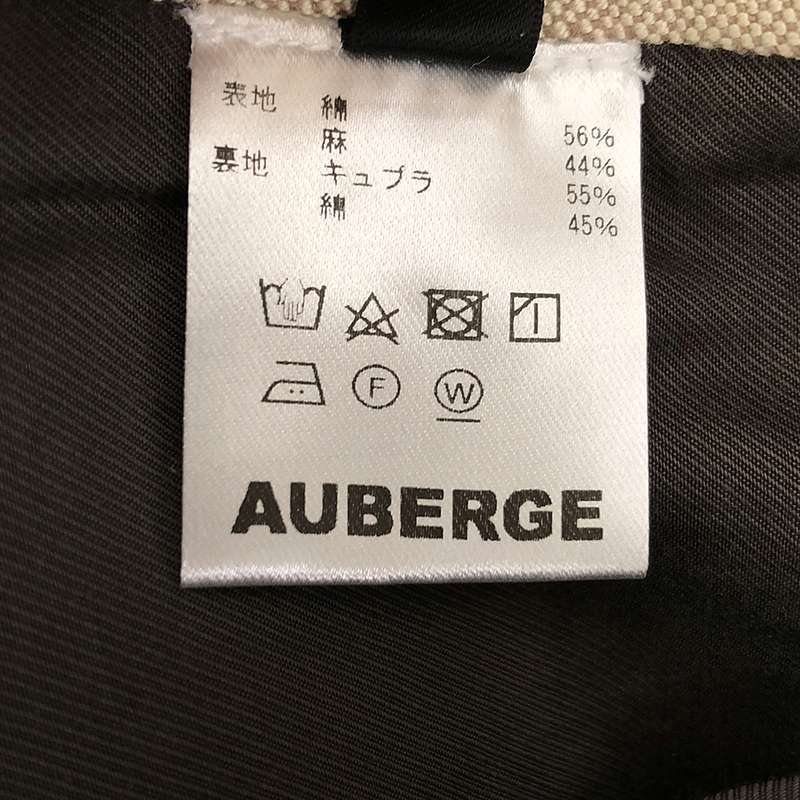 表地 綿 56%
麻 44%
裏地 キュプラ 55%
綿 45%
F W
AUBERGE